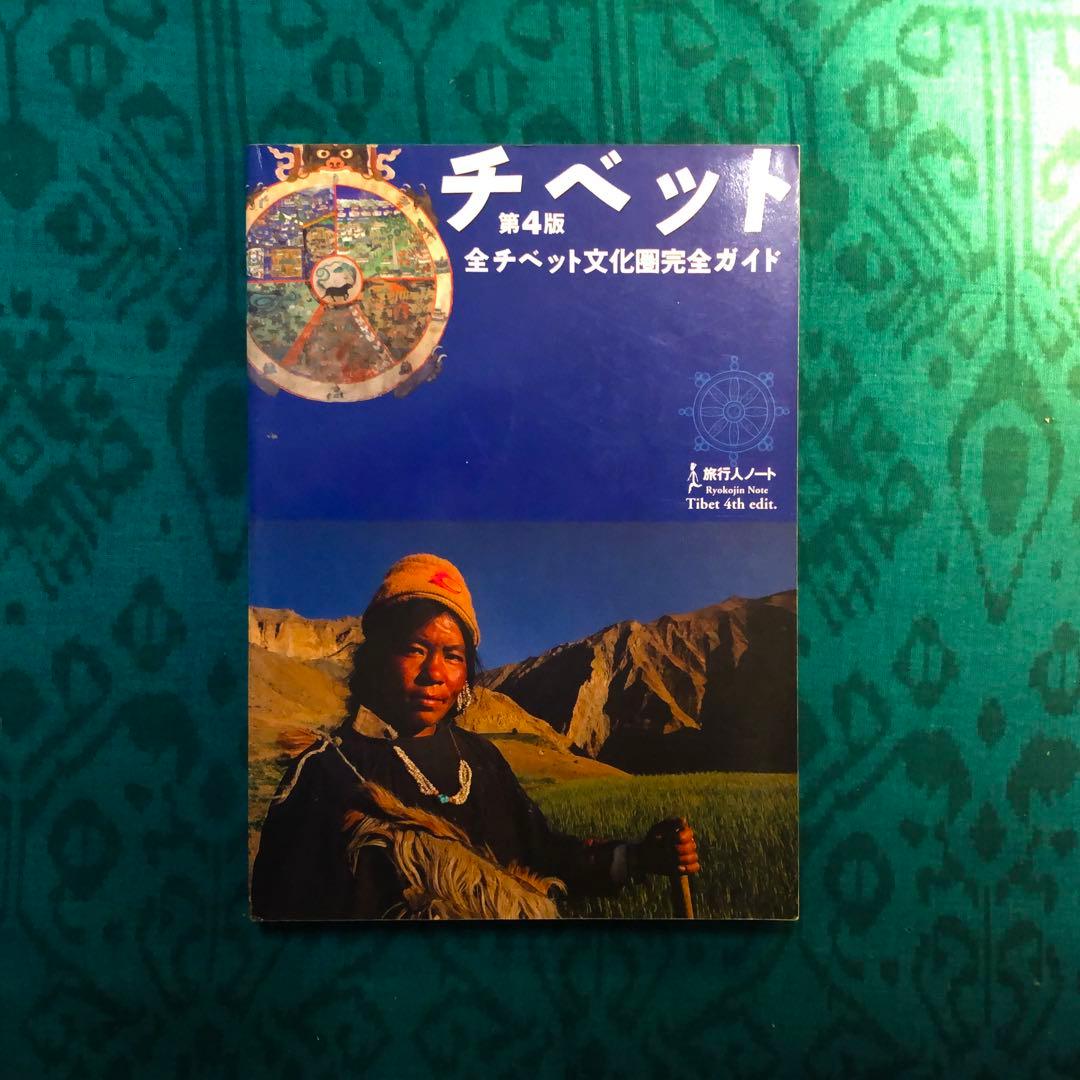 チベット
第4版
全チベット文化圏完全ガイド
旅行人ノート
Ryokojin Note
Tibet 4th edit.